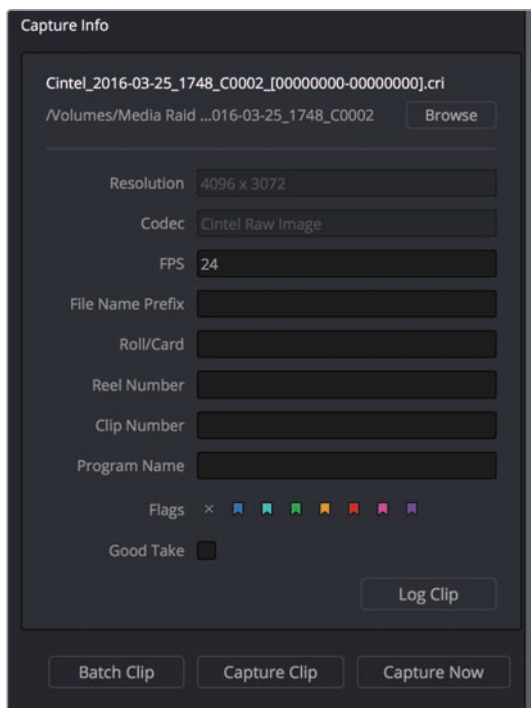 Capture Info
Cintel_2016-03-25_1748_C0002_[00000000-00000000].cri
/Volumes/Media Raid ...016-03-25_1748_C0002 Browse
Resolution 4096 x 3072
Codec Cintel Raw Image
FPS 24
File Name Prefix
Roll/Card
Reel Number
Clip Number
Program Name
Flags ×
Good Take
Log Clip
Batch Clip Capture Clip Capture Now